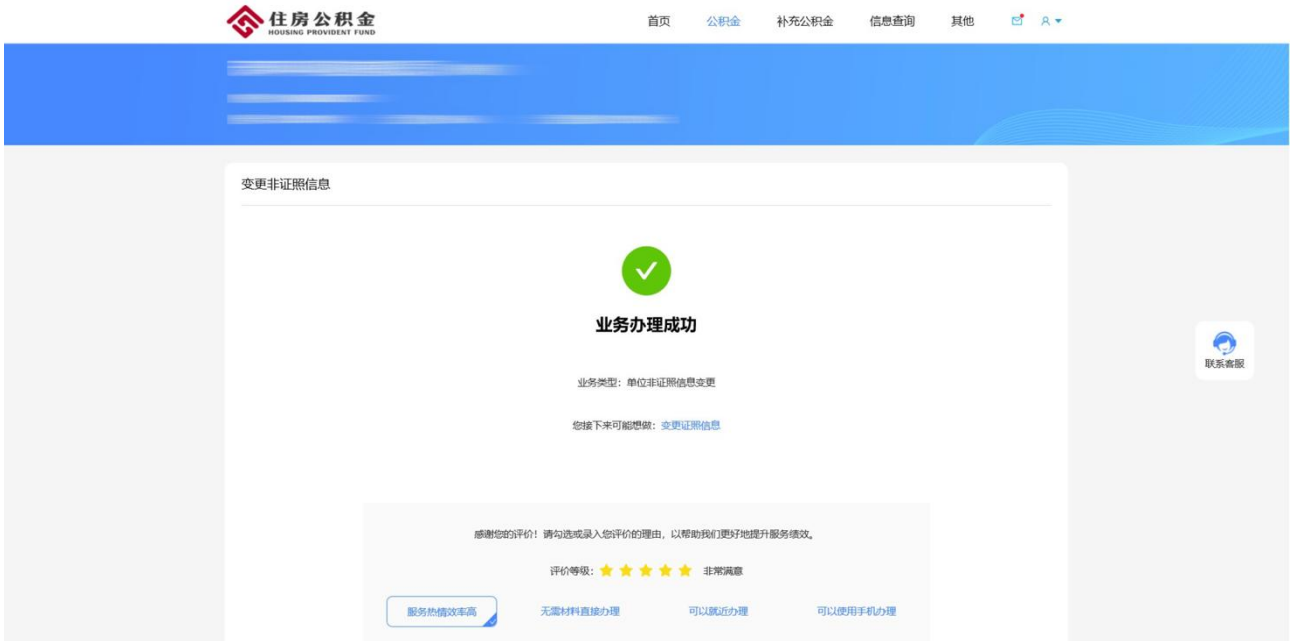 住房公积金
HOUSING PROVIDENT FUND
首页 公积金 补充公积金 信息查询 其他
变更非证照信息
业务办理成功
联系客服
业务类型：单位非证照信息变更
您接下来可能想做：变更证照信息
感谢您的评价！请勾选或录入您评价的理由，以帮助我们更好地提升服务绩效。
评价等级： 非常满意
服务热情效率高 无需材料直接办理 可以就近办理 可以使用手机办理